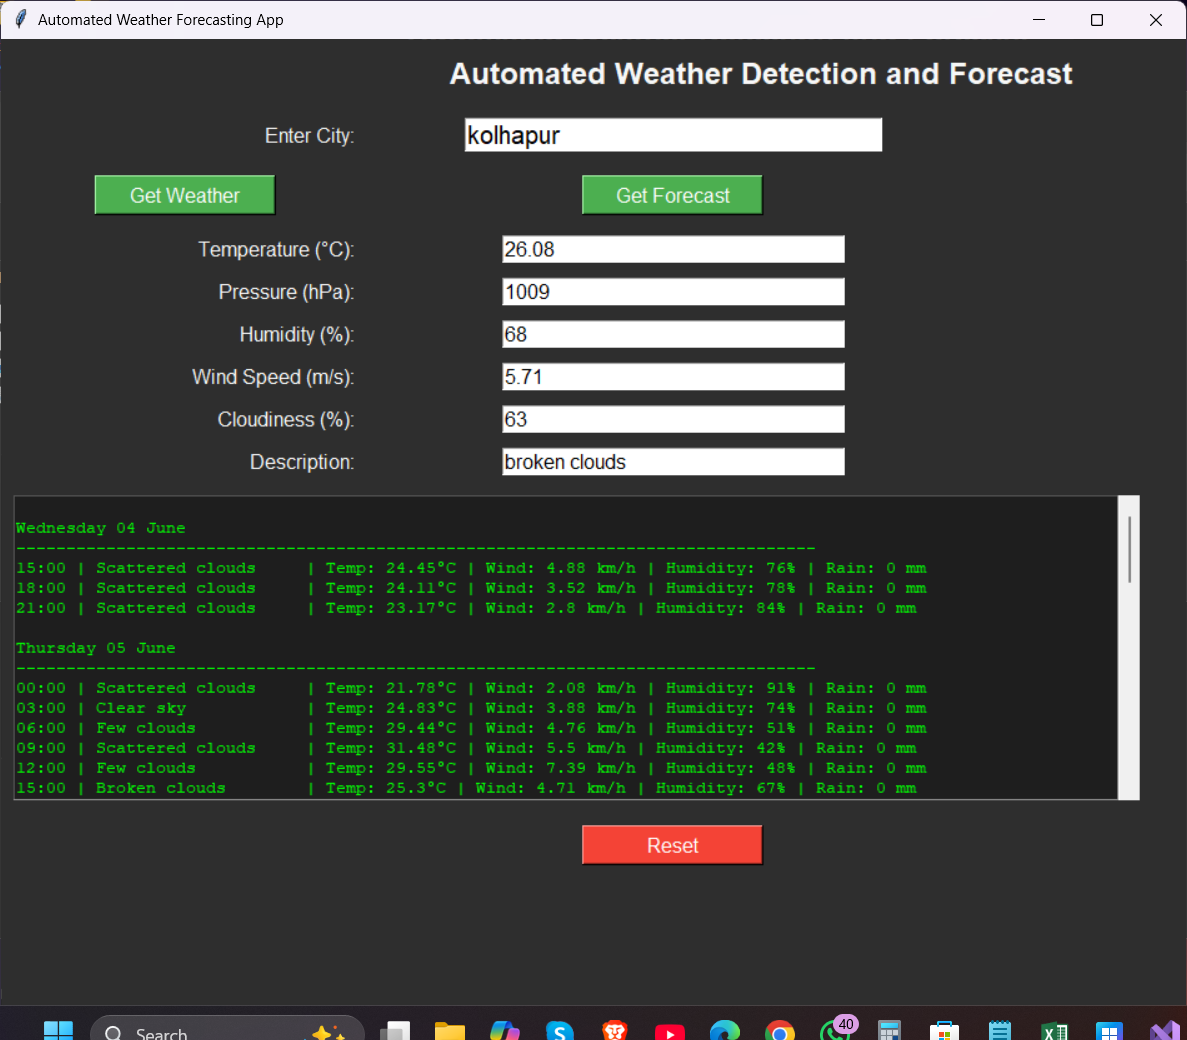 Automated Weather Forecasting App
Automated Weather Detection and Forecast
Enter City: kolhapur
Get Weather Get Forecast
Temperature (°C): 26.08
Pressure (hPa): 1009
Humidity (%): 68
Wind Speed (m/s): 5.71
Cloudiness (%): 63
Description: broken clouds
Wednesday 04 June
--------------------------------------------------------------------------------
15:00 | Scattered clouds     | Temp: 24.45°C | Wind: 4.88 km/h | Humidity: 76% | Rain: 0 mm
18:00 | Scattered clouds     | Temp: 24.11°C | Wind: 3.52 km/h | Humidity: 78% | Rain: 0 mm
21:00 | Scattered clouds     | Temp: 23.17°C | Wind: 2.8 km/h | Humidity: 84% | Rain: 0 mm
Thursday 05 June
--------------------------------------------------------------------------------
00:00 | Scattered clouds     | Temp: 21.78°C | Wind: 2.08 km/h | Humidity: 91% | Rain: 0 mm
03:00 | Clear sky            | Temp: 24.83°C | Wind: 3.88 km/h | Humidity: 74% | Rain: 0 mm
06:00 | Few clouds           | Temp: 29.44°C | Wind: 4.76 km/h | Humidity: 51% | Rain: 0 mm
09:00 | Scattered clouds     | Temp: 31.48°C | Wind: 5.5 km/h | Humidity: 42% | Rain: 0 mm
12:00 | Few clouds           | Temp: 29.55°C | Wind: 7.39 km/h | Humidity: 48% | Rain: 0 mm
15:00 | Broken clouds        | Temp: 25.3°C | Wind: 4.71 km/h | Humidity: 67% | Rain: 0 mm
Reset
Search
40